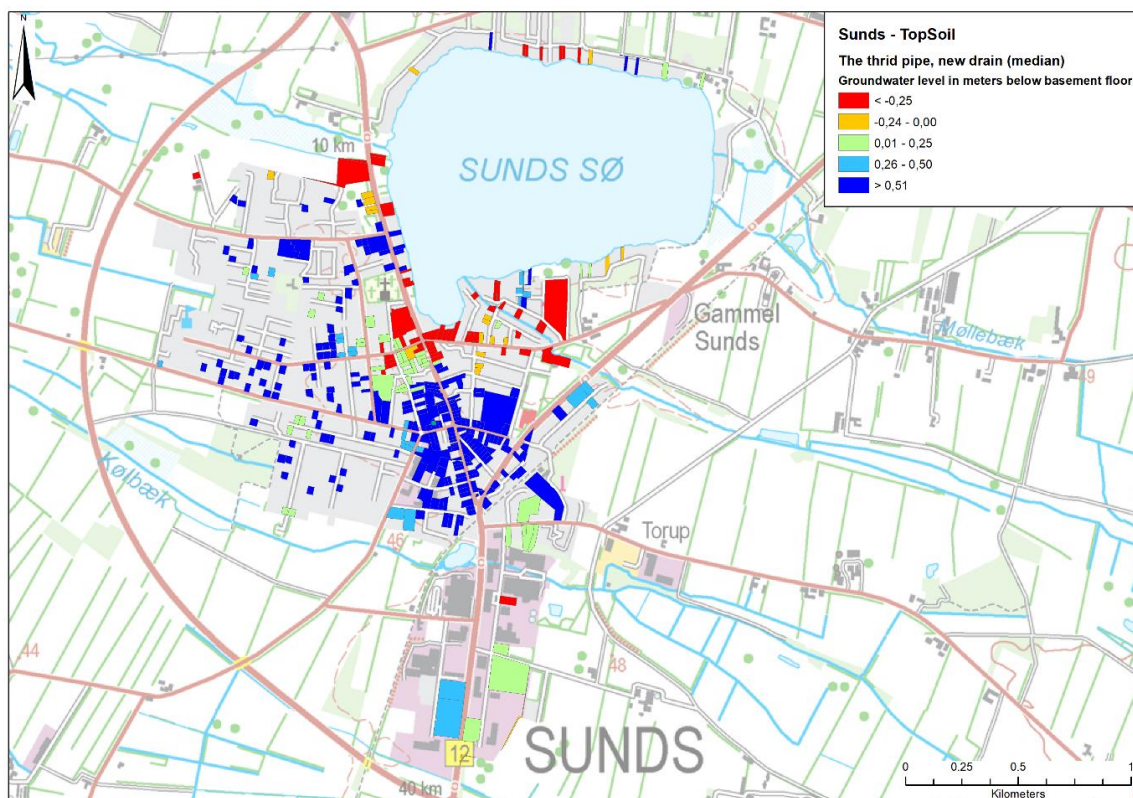 N
Sunds - TopSoil
The thrid pipe, new drain (median)
Groundwater level in meters below basement floor
< -0,25
-0,24 - 0,00
0,01 - 0,25
0,26 - 0,50
> 0,51
10 km
SUNDS SØ
Gammel
Sunds
Møllebæk
49
Kølbæk
46
Torup
44
48
SUNDS
12
40 km
0 0.25 0.5 1
Kilometers